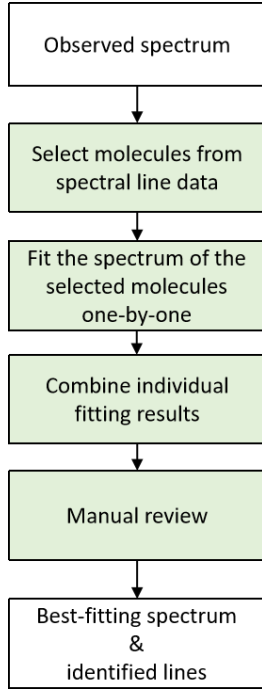 Observed spectrum
Select molecules from
spectral line data
Fit the spectrum of the
selected molecules
one-by-one
Combine individual
fitting results
Manual review
Best-fitting spectrum
&
identified lines